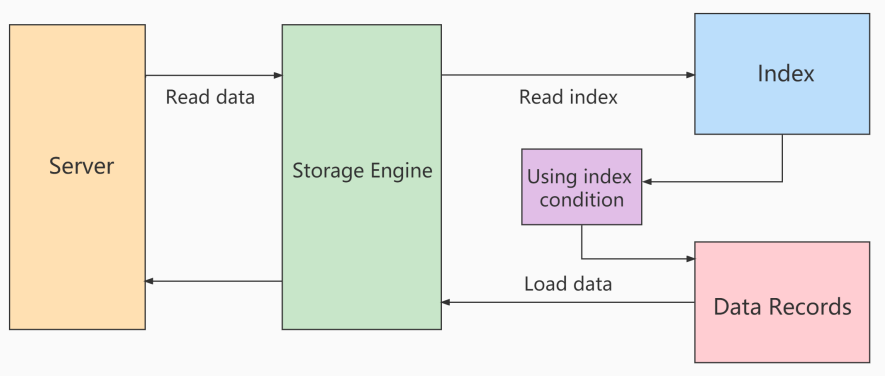 Server
Read data
Storage Engine
Read index
Index
Using index
condition
Load data
Data Records